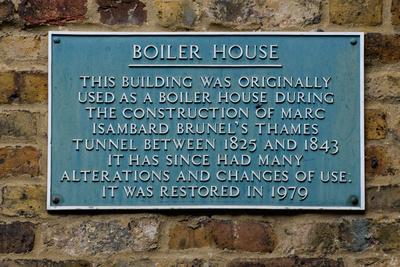 BOILER HOUSE
THIS BUILDING WAS ORIGINALLY
USED AS A BOILER HOUSE DURING
THE CONSTRUCTION OF MARC
ISAMBARD BRUNEL'S THAMES
TUNNEL BETWEEN 1825 AND 1843
IT HAS SINCE HAD MANY
ALTERATIONS AND CHANGES OF USE.
IT WAS RESTORED IN 1979